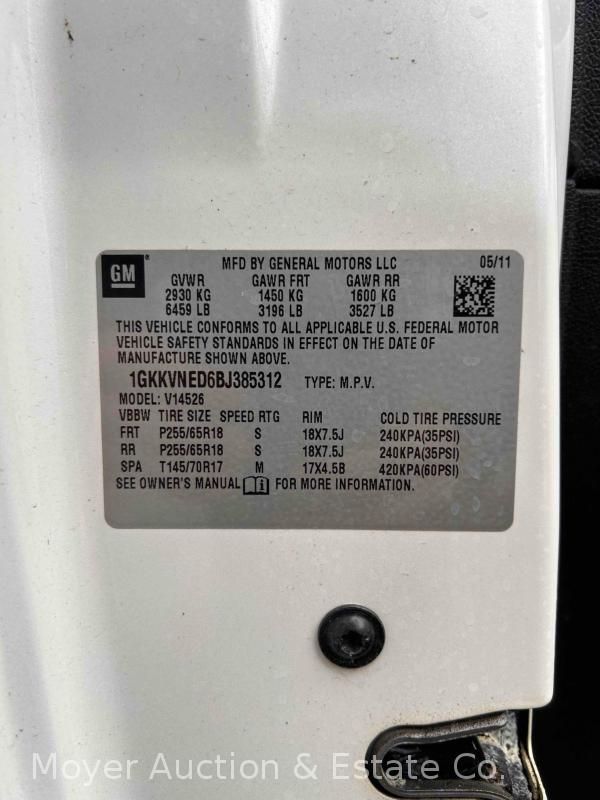 GM ®
MFD BY GENERAL MOTORS LLC 05/11
GVWR GAWR FRT GAWR RR
2930 KG 1450 KG 1600 KG
6459 LB 3196 LB 3527 LB
THIS VEHICLE CONFORMS TO ALL APPLICABLE U.S. FEDERAL MOTOR
VEHICLE SAFETY STANDARDS IN EFFECT ON THE DATE OF
MANUFACTURE SHOWN ABOVE.
1GKKVNED6BJ385312 TYPE: M.P.V.
MODEL: V14526
VBBW TIRE SIZE SPEED RTG RIM COLD TIRE PRESSURE
FRT P255/65R18 S 18X7.5J 240KPA(35PSI)
RR P255/65R18 S 18X7.5J 240KPA(35PSI)
SPA T145/70R17 M 17X4.5B 420KPA(60PSI)
SEE OWNER'S MANUAL FOR MORE INFORMATION.
Moyer Auction & Estate Co.